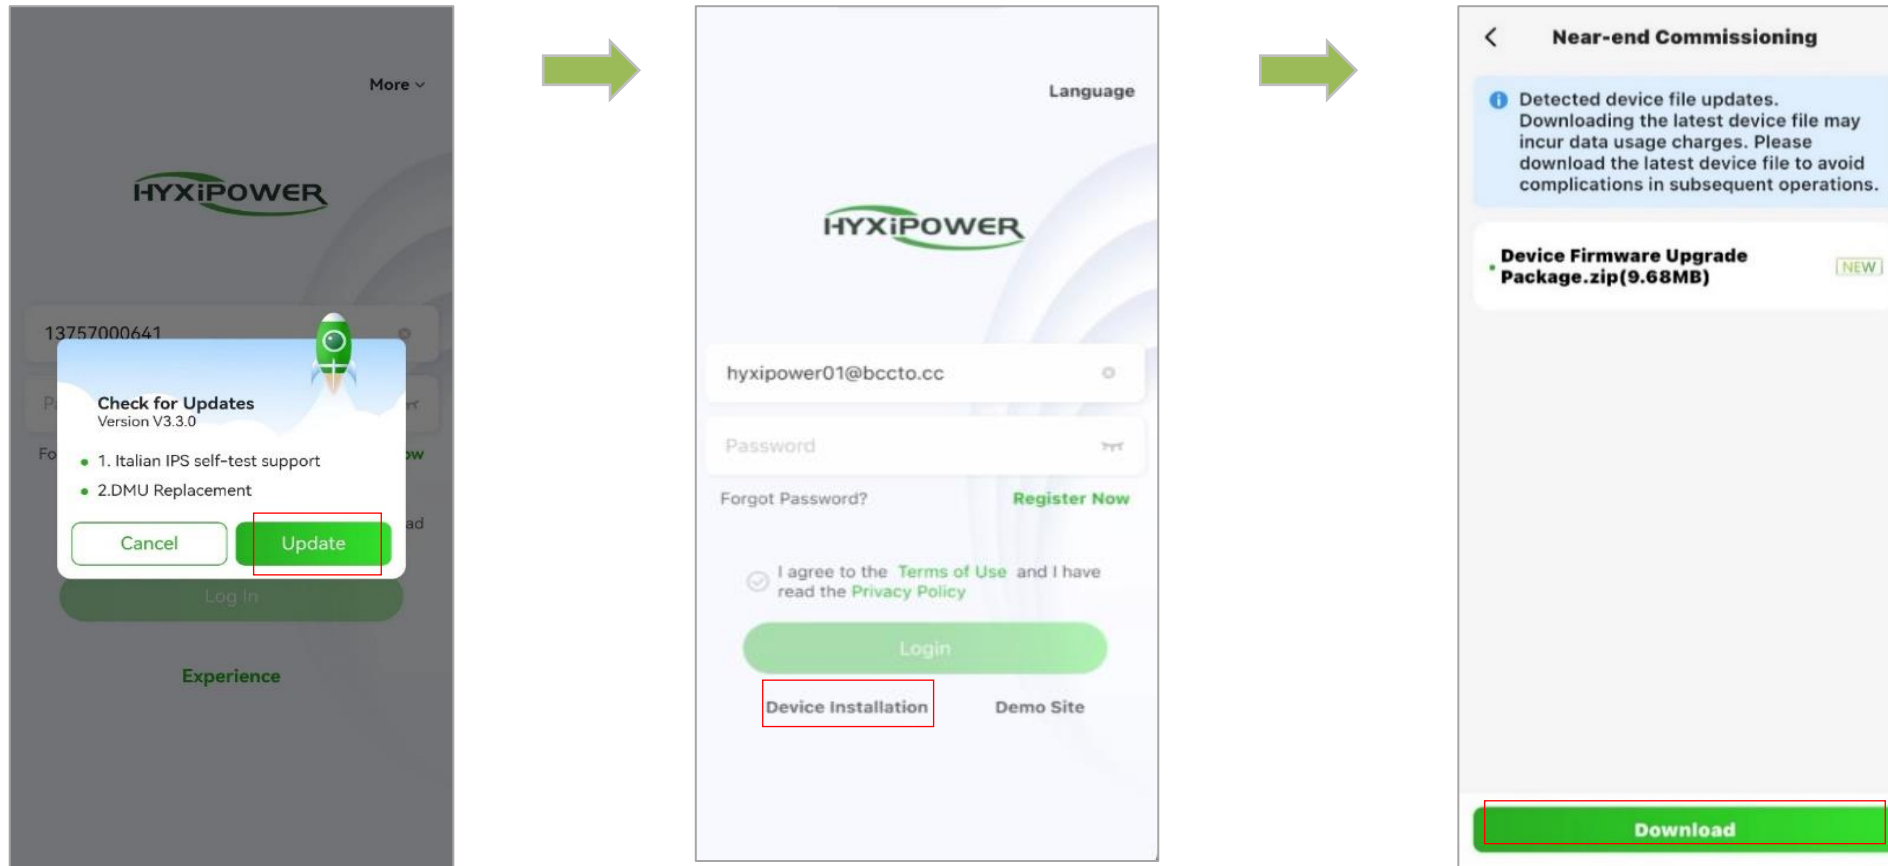 More
HYXiPOWER
13757000641
Check for Updates
Version V3.3.0
1. Italian IPS self-test support
2.DMU Replacement
Cancel
Update
Log In
Experience
Language
HYXiPOWER
hyxipower01@bccto.cc
Password
Forgot Password?
Register Now
I agree to the Terms of Use and I have
read the Privacy Policy
Login
Device Installation
Demo Site
Near-end Commissioning
Detected device file updates.
Downloading the latest device file may
incur data usage charges. Please
download the latest device file to avoid
complications in subsequent operations.
Device Firmware Upgrade
Package.zip(9.68MB)
NEW
Download